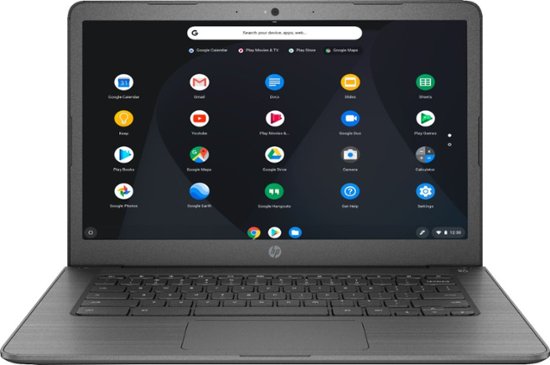 Search your device, apps, web...
Google Calendar Play Movies & TV Play Store Google Maps
31
Google Calendar Gmail Docs Slides Sheets
Keep Youtube Play Movies &... Google Duo Play Games
Play Books Google Maps Google Drive Camera Calculator
Google Photos Google Earth Google Hangouts Get Help Settings
12:30
hp